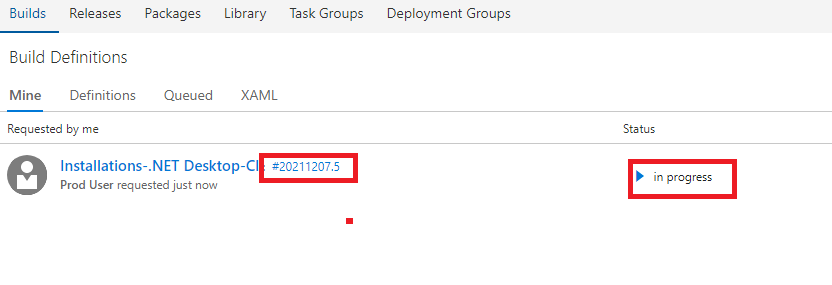 Builds Releases Packages Library Task Groups Deployment Groups
Build Definitions
Mine Definitions Queued XAML
Requested by me Status
Installations-.NET Desktop-Cl #20211207.5
Prod User requested just now
in progress